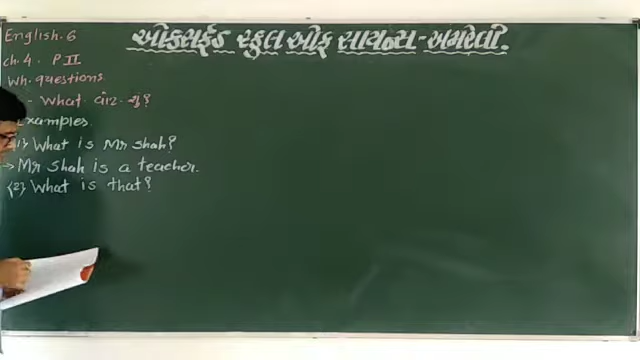 ઓક્સફર્ડ સ્કૂલ ઓફ સાયન્સ-અમરેલી.
English. 6
ch. 4. P II
Wh. questions.
- What
Examples.
(1) What is Mr shah?
→ Mr shah is a teacher.
(2) What is that?